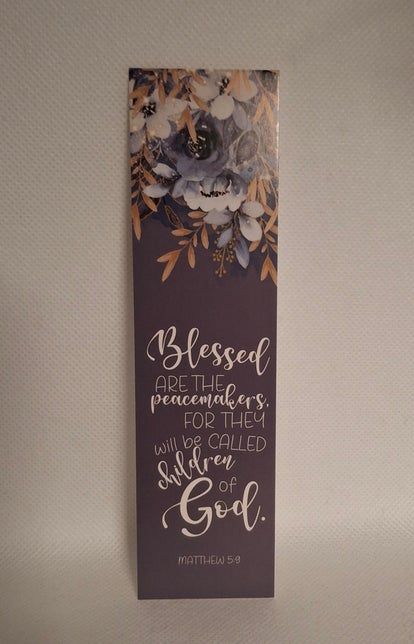 Blessed
ARE THE
peacemakers,
FOR THEY
will be CALLED
children
of
God.
MATTHEW 5:9